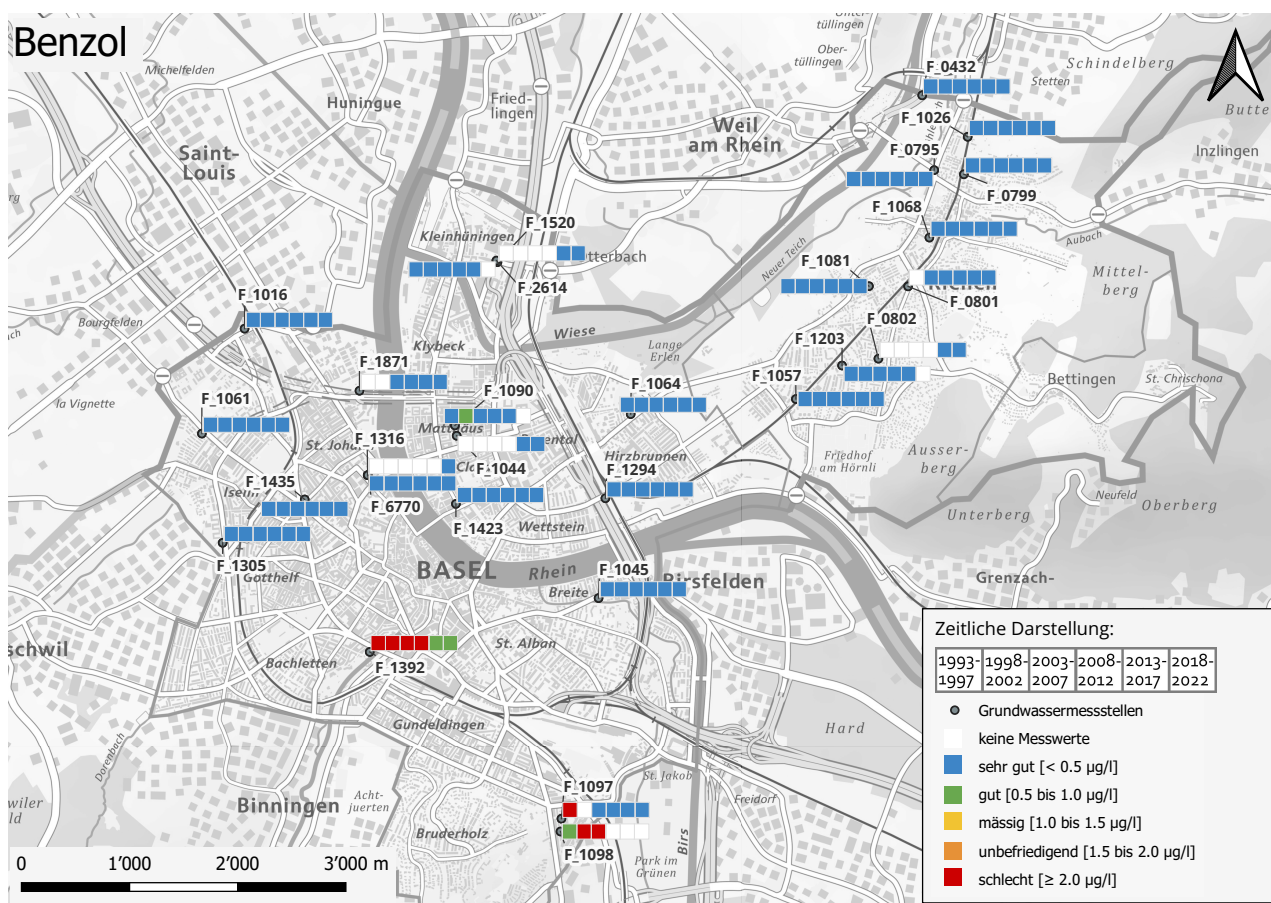 Benzol
Michelfelden
Huningue
Fried-
lingen
Saint-
Louis
Weil
am Rhein
Ober-
tüllingen
tüllingen
Schindelberg
Stetten
Butte
Inzlingen
F_0432
F_1026
F_0795
F_0799
F_1068
Aubach
Mittel-
berg
Neuer Teich
F_1081
F_0801
F_0802
Kleinhüningen
F_1520
tterbach
F_2614
Wiese
F_1016
Bourgfelden
Klybeck
Lange
Erlen
F_1203
F_1057
Bettingen
St. Chrischona
la Vignette
F_1871
F_1090
F_1064
F_1061
F_1316
St. Joha
Hirzbrunnen
Friedhof
am Hörnli
Ausser-
berg
F_1044
F_1294
F_1435
F_6770
F_1423
Wettstein
Neufeld
Oberberg
Unterberg
F_1305
Gotthelf
BASEL
Rhein
F_1045
Breite
Birsfelden
Grenzach-
schwil
Bachletten
F_1392
St. Alban
Gundeldingen
Dorenbach
Hard
St. Jakob
Binningen
Acht-
juerten
F_1097
Freidorf
wiler
ld
Bruderholz
F_1098
Birs
Park im
Grünen
0 1'000 2'000 3'000 m
Zeitliche Darstellung:
1993- 1998- 2003- 2008- 2013- 2018-
1997 2002 2007 2012 2017 2022
Grundwassermessstellen
keine Messwerte
sehr gut [< 0.5 µg/l]
gut [0.5 bis 1.0 µg/l]
mässig [1.0 bis 1.5 µg/l]
unbefriedigend [1.5 bis 2.0 µg/l]
schlecht [≥ 2.0 µg/l]